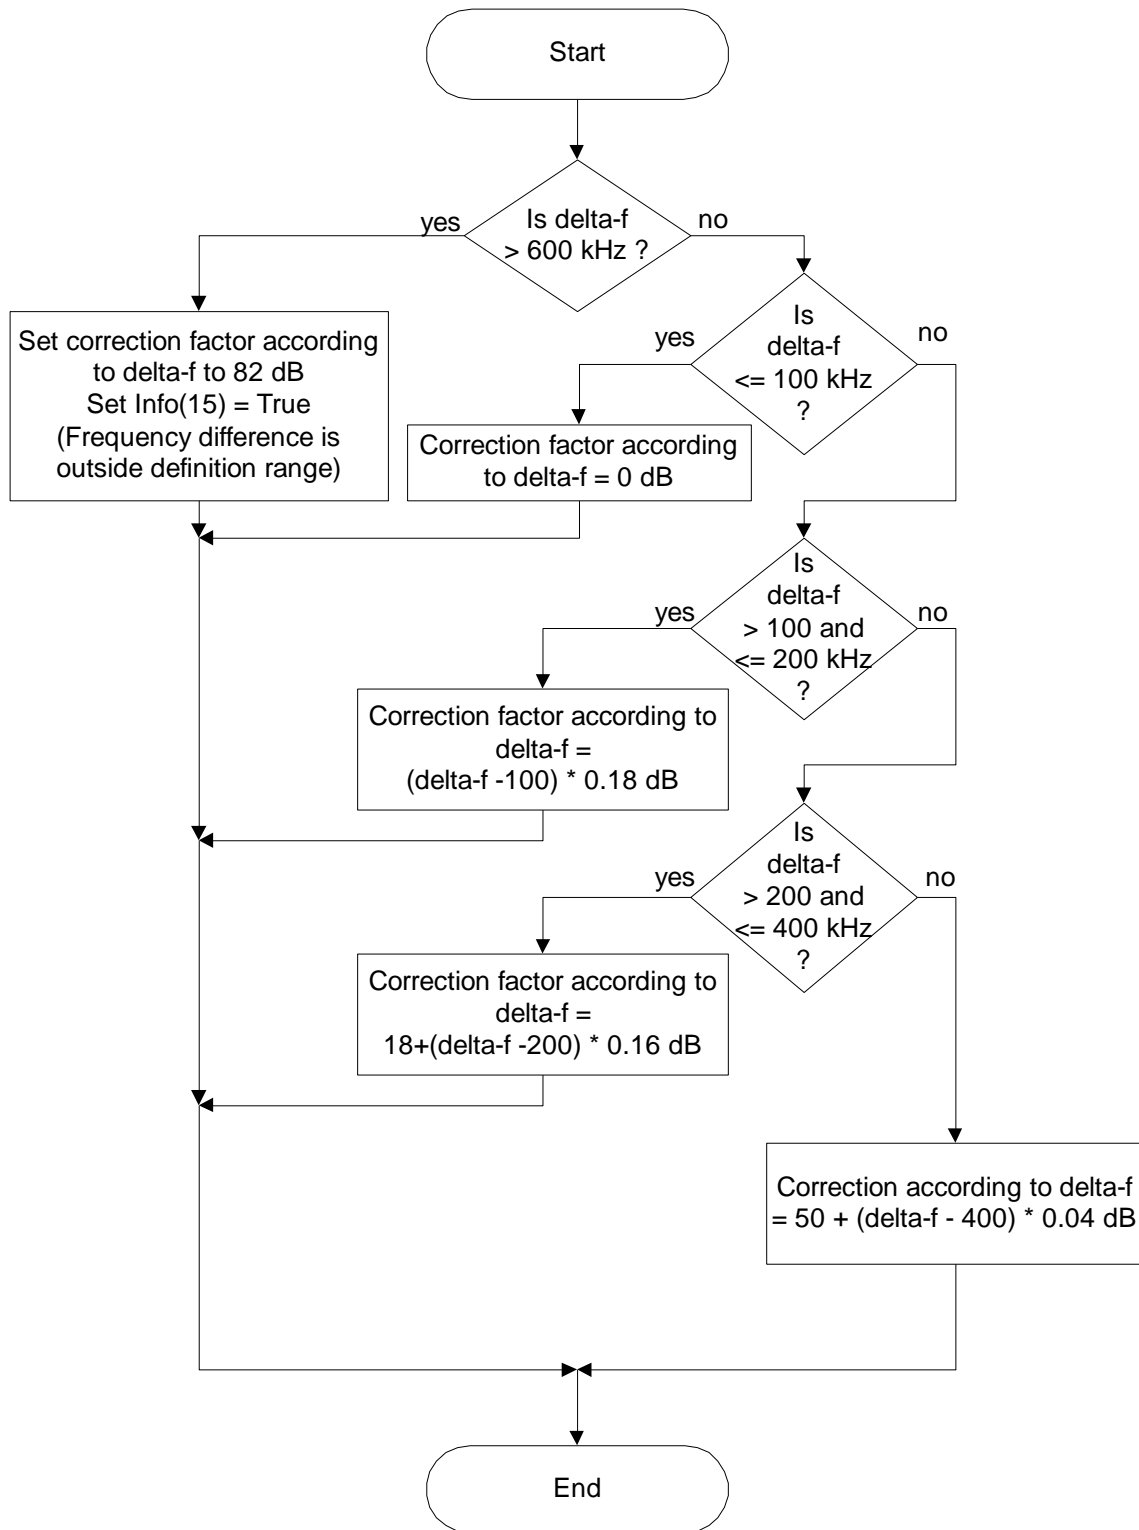 Start
Is delta-f
> 600 kHz ?
yes
no
Set correction factor according
to delta-f to 82 dB
Set Info(15) = True
(Frequency difference is
outside definition range)
Is
delta-f
<= 100 kHz
?
yes
no
Correction factor according
to delta-f = 0 dB
Is
delta-f
> 100 and
<= 200 kHz
?
yes
no
Correction factor according to
delta-f =
(delta-f -100) * 0.18 dB
Is
delta-f
> 200 and
<= 400 kHz
?
yes
no
Correction factor according to
delta-f =
18+(delta-f -200) * 0.16 dB
Correction according to delta-f
= 50 + (delta-f - 400) * 0.04 dB
End